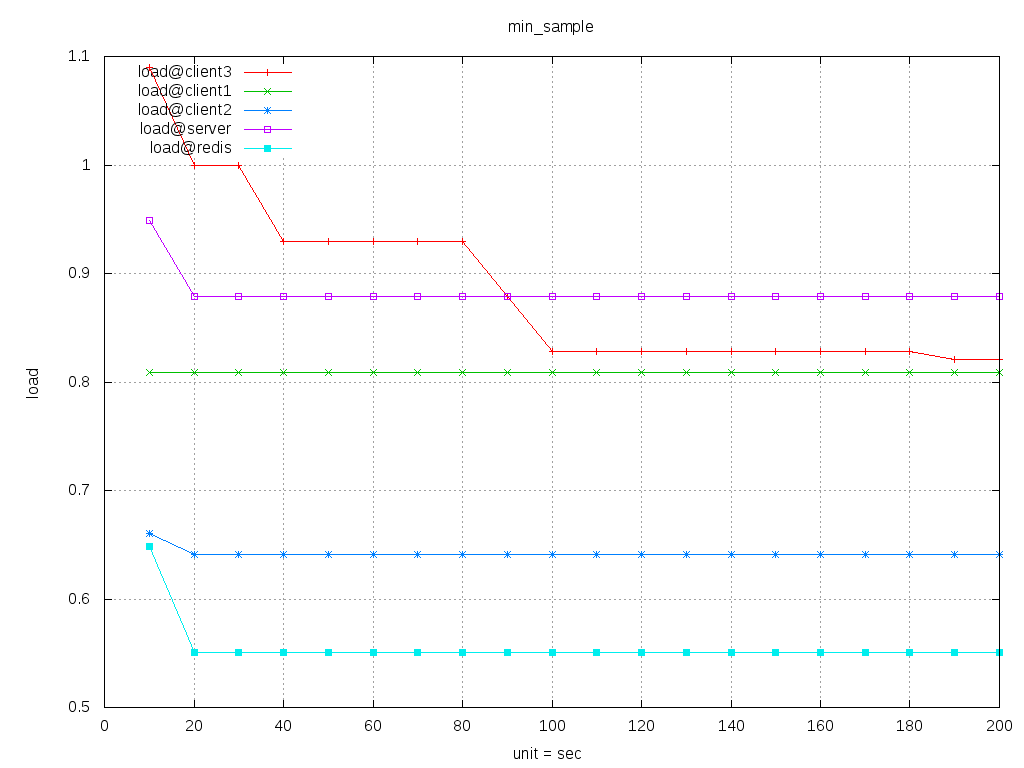 min_sample
1.1
load@client3
load@client1
load@client2
load@server
load@redis
1
0.9
0.8
load
0.7
0.6
0.5
0 20 40 60 80 100 120 140 160 180 200
unit = sec